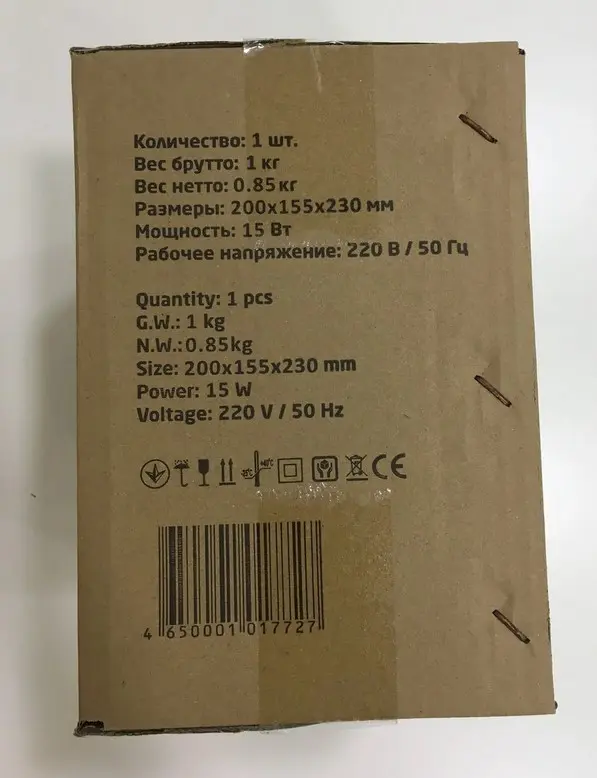 Количество: 1 шт.
Вес брутто: 1 кг
Вес нетто: 0.85кг
Размеры: 200x155x230 мм
Мощность: 15 Вт
Рабочее напряжение: 220 В / 50 Гц
Quantity: 1 pcs
G.W.: 1 kg
N.W.:0.85kg
Size: 200x155x230 mm
Power: 15 W
Voltage: 220 V / 50 Hz
CE
4 650001 017727